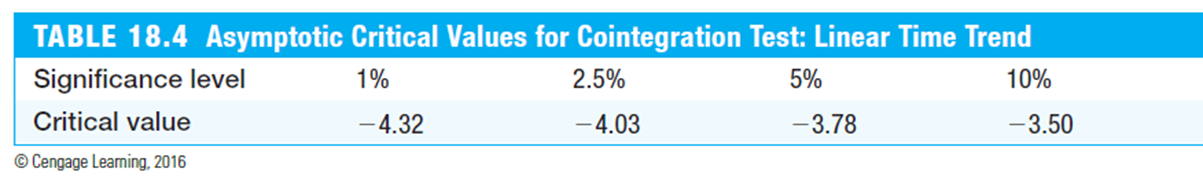 TABLE 18.4 Asymptotic Critical Values for Cointegration Test: Linear Time Trend
Significance level 1% 2.5% 5% 10%
Critical value −4.32 −4.03 −3.78 −3.50
© Cengage Learning, 2016